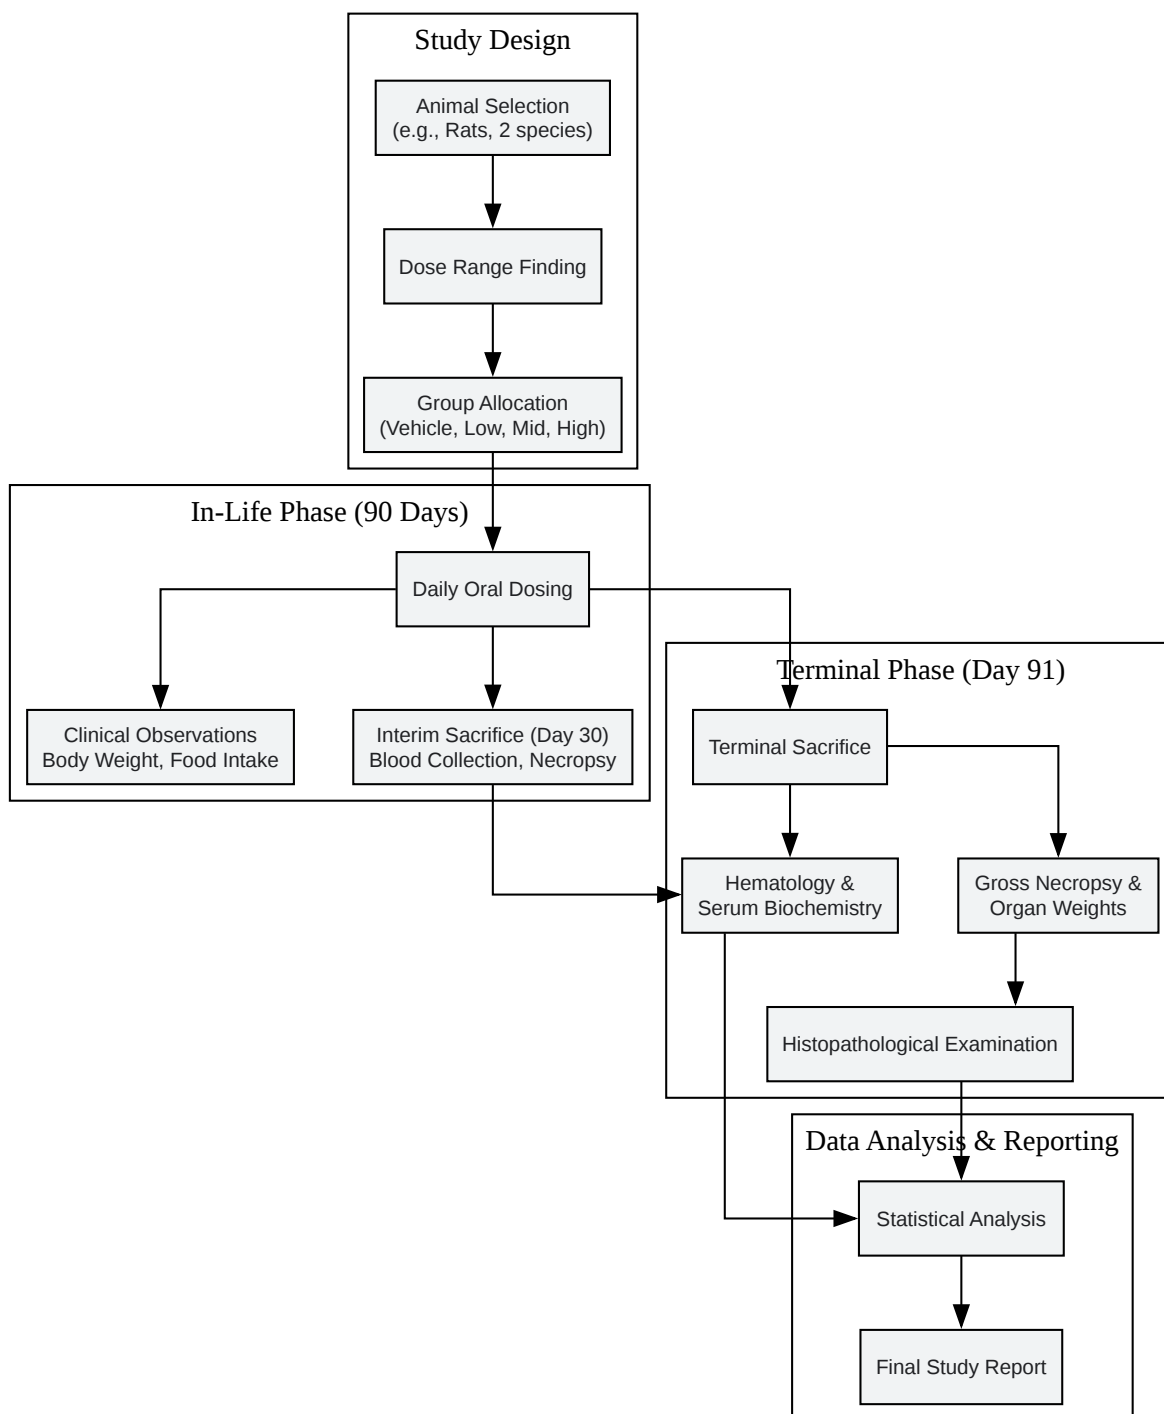 Study Design
Animal Selection
(e.g., Rats, 2 species)
Dose Range Finding
Group Allocation
(Vehicle, Low, Mid, High)
In-Life Phase (90 Days)
Daily Oral Dosing
Clinical Observations
Body Weight, Food Intake
Interim Sacrifice (Day 30)
Blood Collection, Necropsy
Terminal Phase (Day 91)
Terminal Sacrifice
Hematology &
Serum Biochemistry
Gross Necropsy &
Organ Weights
Histopathological Examination
Data Analysis & Reporting
Statistical Analysis
Final Study Report